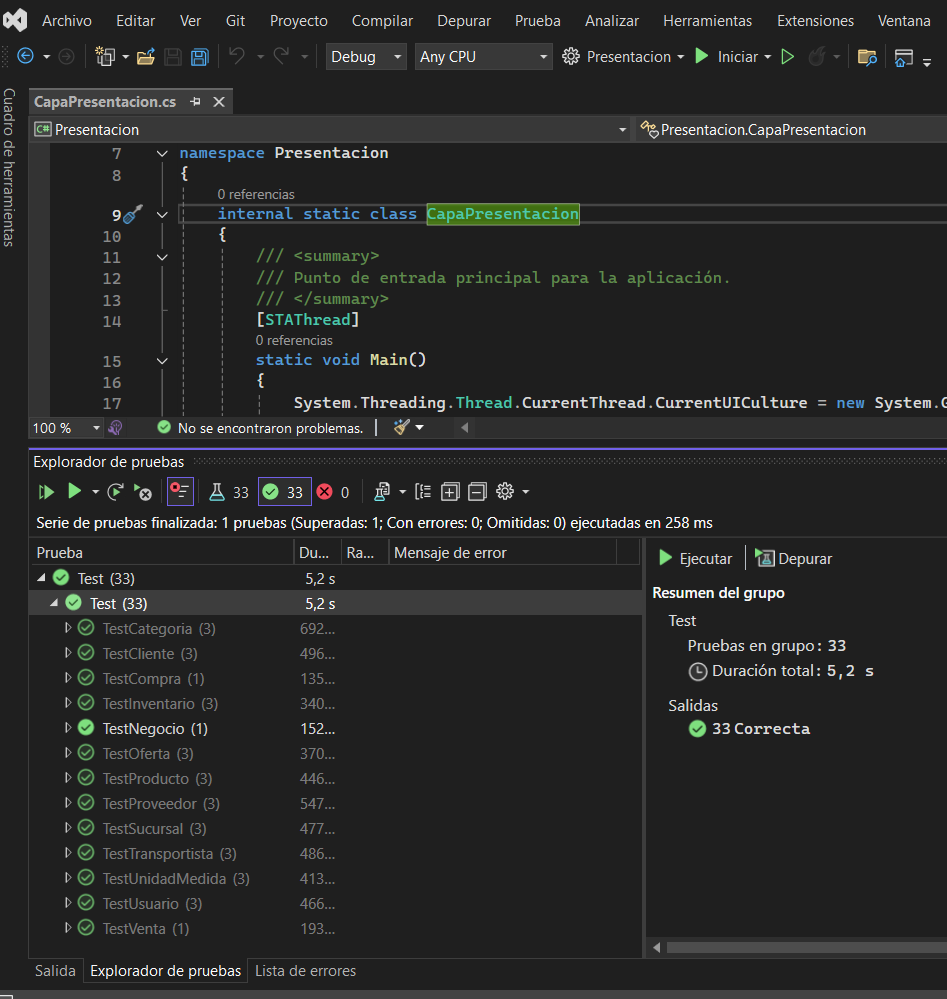 Archivo Editar Ver Git Proyecto Compilar Depurar Prueba Analizar Herramientas Extensiones Ventana
Debug Any CPU Presentacion Iniciar
Cuadro de herramientas
CapaPresentacion.cs
C# Presentacion Presentacion.CapaPresentacion
7 namespace Presentacion
8 {
0 referencias
9 internal static class CapaPresentacion
10 {
11 /// <summary>
12 /// Punto de entrada principal para la aplicación.
13 /// </summary>
14 [STAThread]
0 referencias
15 static void Main()
16 {
17 System.Threading.Thread.CurrentThread.CurrentUICulture = new System.G
100 % No se encontraron problemas.
Explorador de pruebas
33 33 0
Serie de pruebas finalizada: 1 pruebas (Superadas: 1; Con errores: 0; Omitidas: 0) ejecutadas en 258 ms
Prueba Du... Ra... Mensaje de error
Test (33) 5,2 s
Test (33) 5,2 s
TestCategoria (3) 692...
TestCliente (3) 496...
TestCompra (1) 135...
TestInventario (3) 340...
TestNegocio (1) 152...
TestOferta (3) 370...
TestProducto (3) 446...
TestProveedor (3) 547...
TestSucursal (3) 477...
TestTransportista (3) 486...
TestUnidadMedida (3) 413...
TestUsuario (3) 466...
TestVenta (1) 193...
Ejecutar Depurar
Resumen del grupo
Test
Pruebas en grupo: 33
Duración total: 5,2 s
Salidas
33 Correcta
Salida Explorador de pruebas Lista de errores